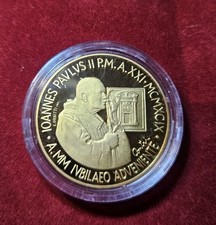 IOANNES PAVLVS II P.M. A. XXI MCMXCIX
A. MM IVBILAEO ADVENIENTE